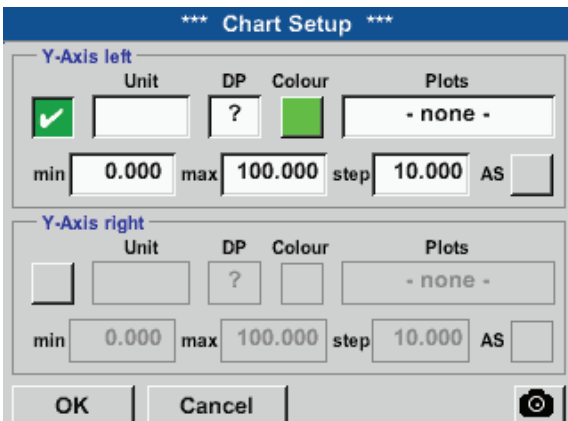 *** Chart Setup ***
Y-Axis left
Unit DP Colour Plots
? - none -
min 0.000 max 100.000 step 10.000 AS
Y-Axis right
Unit DP Colour Plots
? - none -
min 0.000 max 100.000 step 10.000 AS
OK Cancel